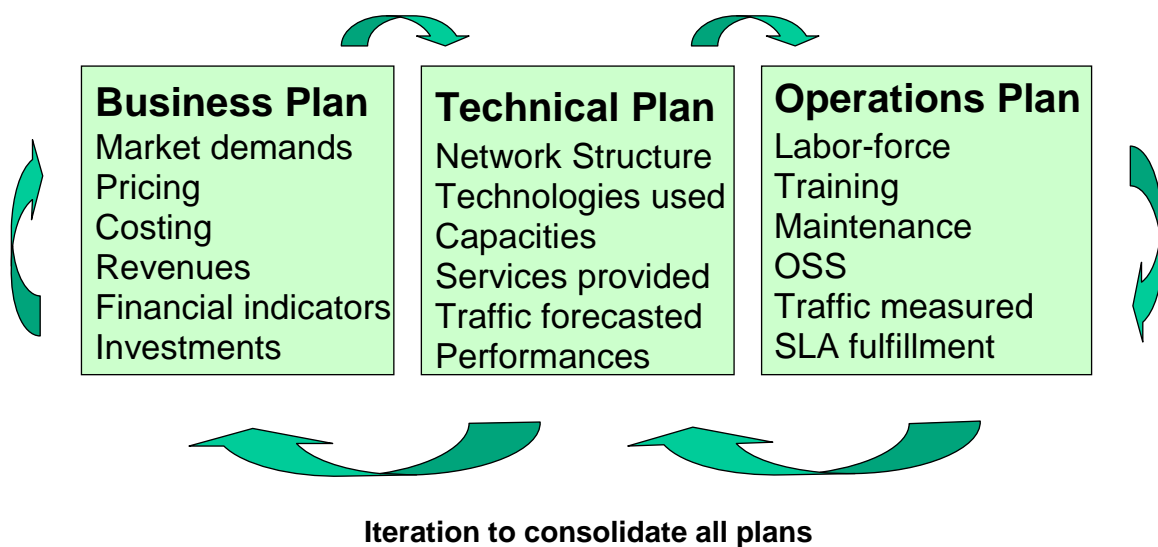 Business Plan
Market demands
Pricing
Costing
Revenues
Financial indicators
Investments
Technical Plan
Network Structure
Technologies used
Capacities
Services provided
Traffic forecasted
Performances
Operations Plan
Labor-force
Training
Maintenance
OSS
Traffic measured
SLA fulfillment
Iteration to consolidate all plans